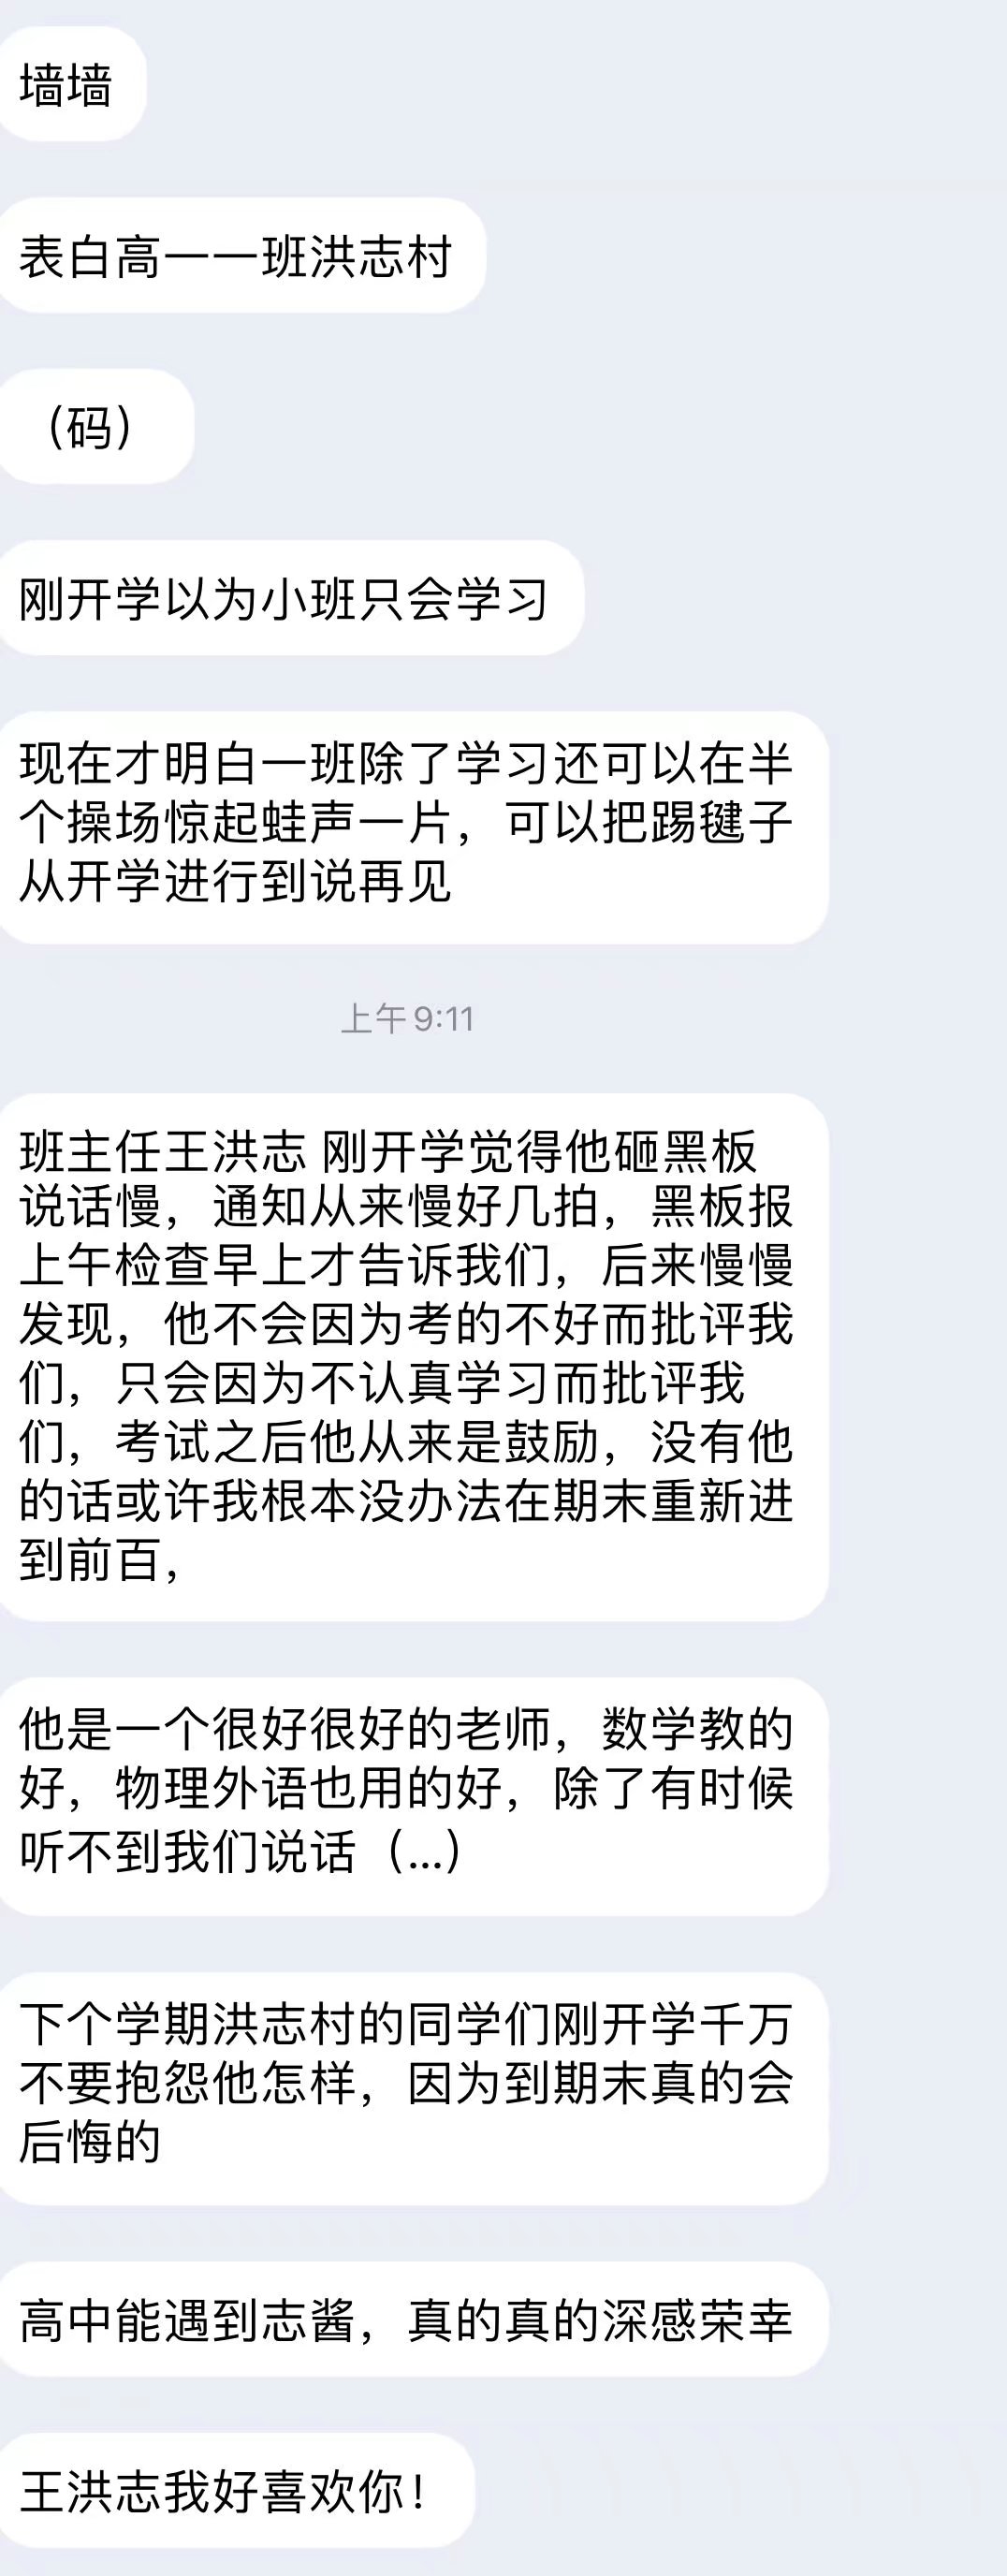 墙墙
表白高一一班洪志村
（码）
刚开学以为小班只会学习
现在才明白一班除了学习还可以在半
个操场惊起蛙声一片，可以把踢毽子
从开学进行到说再见
上午9:11
班主任王洪志 刚开学觉得他砸黑板
说话慢，通知从来慢好几拍，黑板报
上午检查早上才告诉我们，后来慢慢
发现，他不会因为考的不好而批评我
们，只会因为不认真学习而批评我
们，考试之后他从来是鼓励，没有他
的话或许我根本没办法在期末重新进
到前百，
他是一个很好很好的老师，数学教的
好，物理外语也用的好，除了有时候
听不到我们说话（...）
下个学期洪志村的同学们刚开学千万
不要抱怨他怎样，因为到期末真的会
后悔的
高中能遇到志酱，真的真的深感荣幸
王洪志我好喜欢你！